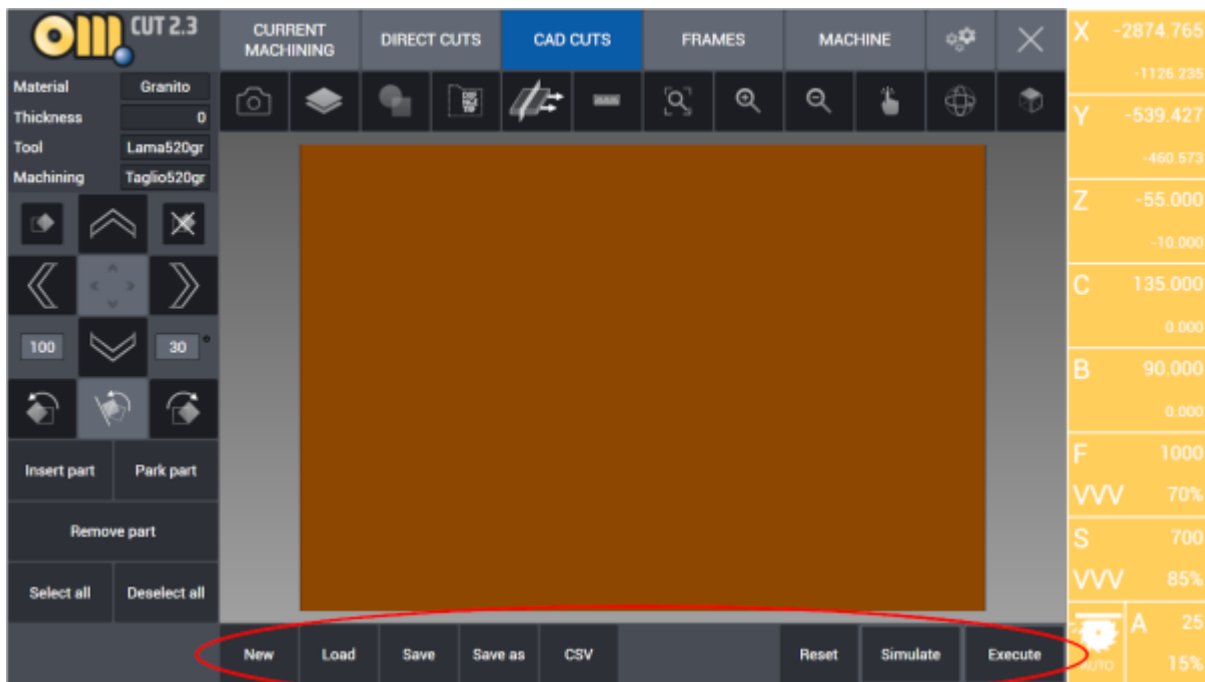 OM CUT 2.3
CURRENT
MACHINING
DIRECT CUTS
CAD CUTS
FRAMES
MACHINE
Material Granito
Thickness 0
Tool Lama520gr
Machining Taglio520gr
100
30 °
Insert part
Park part
Remove part
Select all
Deselect all
New
Load
Save
Save as
CSV
Reset
Simulate
Execute
X -2874.765
-1126.235
Y -539.427
-460.573
Z -55.000
-10.000
C 135.000
0.000
B 90.000
0.000
F 1000
VVV 70%
S 700
VVV 85%
AUTO
A 25
15%